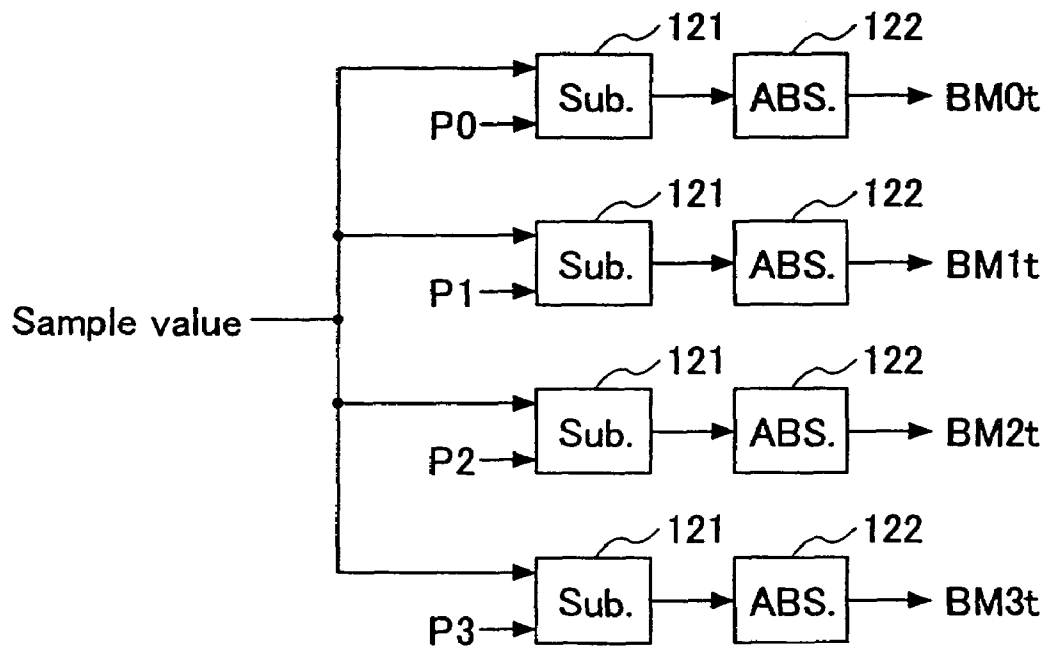 121 122
Sub. ABS. BM0t
P0
121 122
Sub. ABS. BM1t
P1
Sample value
121 122
Sub. ABS. BM2t
P2
121 122
Sub. ABS. BM3t
P3